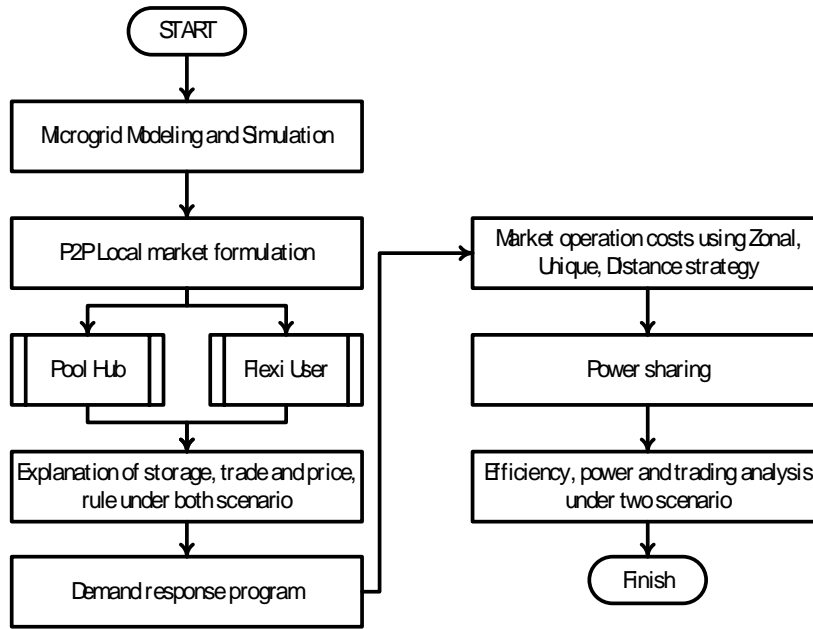 START
Microgrid Modeling and Simulation
P2P Local market formulation
Pool Hub
Flexi User
Explanation of storage, trade and price,
rule under both scenario
Demand response program
Market operation costs using Zonal,
Unique, Distance strategy
Power sharing
Efficiency, power and trading analysis
under two scenario
Finish